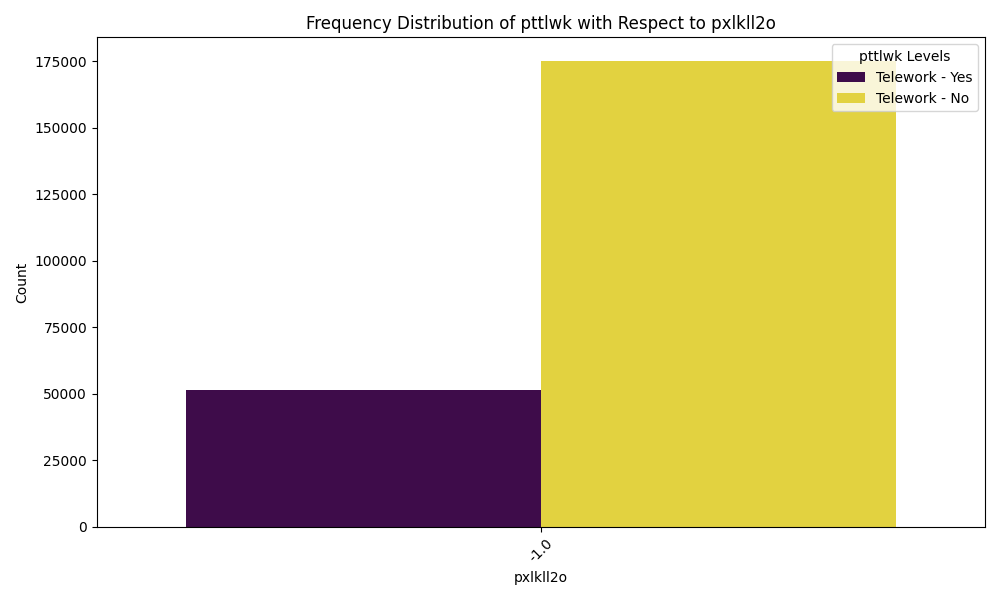 Frequency Distribution of pttlwk with Respect to pxlkll2o
pttlwk Levels
Telework - Yes
Telework - No
175000
150000
125000
100000
75000
50000
25000
0
Count
-1.0
pxlkll2o